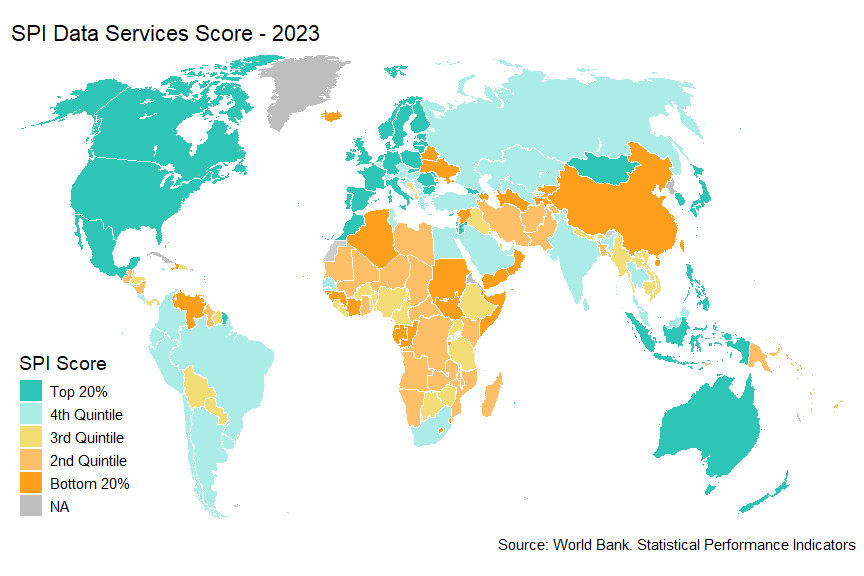 SPI Data Services Score - 2023
SPI Score
Top 20%
4th Quintile
3rd Quintile
2nd Quintile
Bottom 20%
NA
Source: World Bank. Statistical Performance Indicators